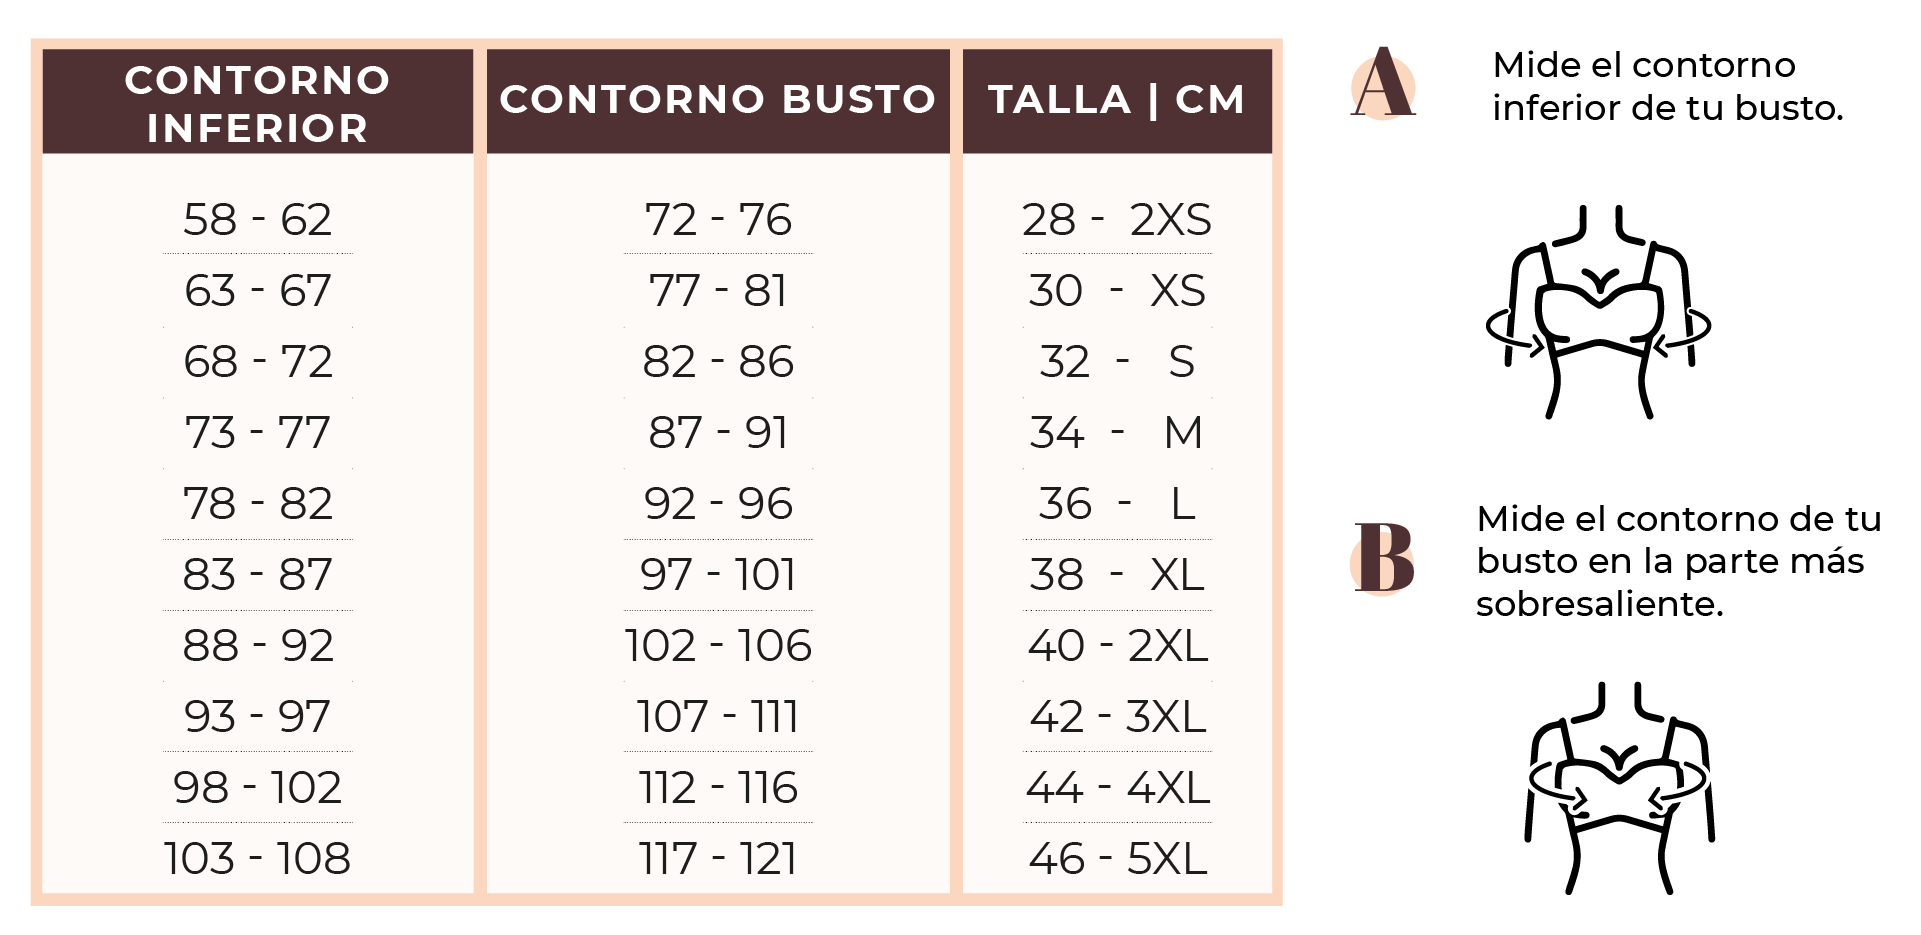 CONTORNO
INFERIOR
CONTORNO BUSTO
TALLA | CM
58 - 62 72 - 76 28 - 2XS
63 - 67 77 - 81 30 - XS
68 - 72 82 - 86 32 - S
73 - 77 87 - 91 34 - M
78 - 82 92 - 96 36 - L
83 - 87 97 - 101 38 - XL
88 - 92 102 - 106 40 - 2XL
93 - 97 107 - 111 42 - 3XL
98 - 102 112 - 116 44 - 4XL
103 - 108 117 - 121 46 - 5XL
A
Mide el contorno
inferior de tu busto.
B
Mide el contorno de tu
busto en la parte más
sobresaliente.